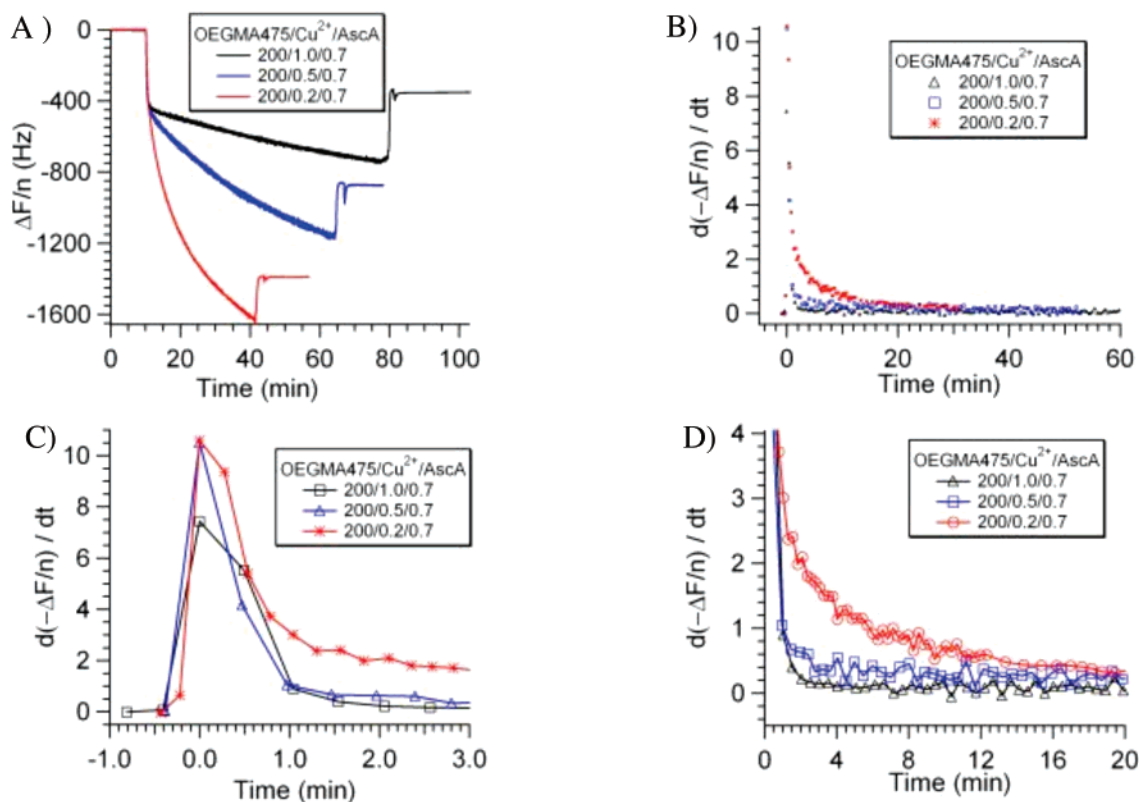 A )
0
-400
-800
-1200
-1600
ΔF/n (Hz)
OEGMA475/Cu²⁺/AscA
200/1.0/0.7
200/0.5/0.7
200/0.2/0.7
0 20 40 60 80 100
Time (min)
B)
10
8
6
4
2
0
d(−ΔF/n) / dt
OEGMA475/Cu²⁺/AscA
200/1.0/0.7
200/0.5/0.7
200/0.2/0.7
0 20 40 60
Time (min)
C)
10
8
6
4
2
0
d(−ΔF/n) / dt
OEGMA475/Cu²⁺/AscA
200/1.0/0.7
200/0.5/0.7
200/0.2/0.7
-1.0 0.0 1.0 2.0 3.0
Time (min)
D)
4
3
2
1
0
d(−ΔF/n) / dt
OEGMA475/Cu²⁺/AscA
200/1.0/0.7
200/0.5/0.7
200/0.2/0.7
0 4 8 12 16 20
Time (min)